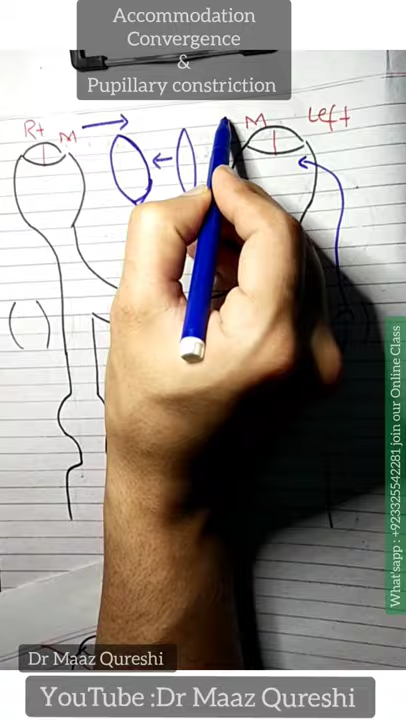 Accommodation
Convergence
&
Pupillary constriction
Rt
M
M
Left
What'sapp : +923325542281 join our Online Class
Dr Maaz Qureshi
YouTube :Dr Maaz Qureshi